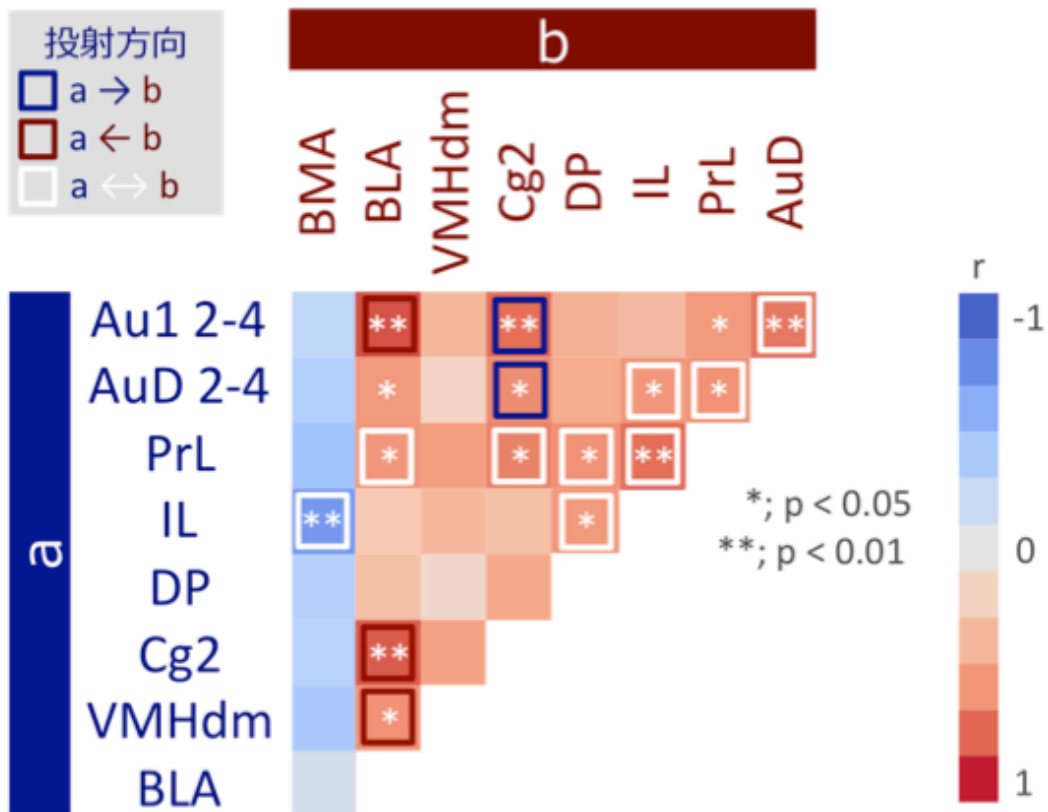 投射方向
a → b
a ← b
a ↔ b
b
BMA BLA VMHdm Cg2 DP IL PrL AuD
a
Au1 2-4 ** ** * **
AuD 2-4 * * * *
PrL * * * **
IL ** *
DP
Cg2 **
VMHdm *
BLA
*; p < 0.05
**; p < 0.01
r
-1
0
1